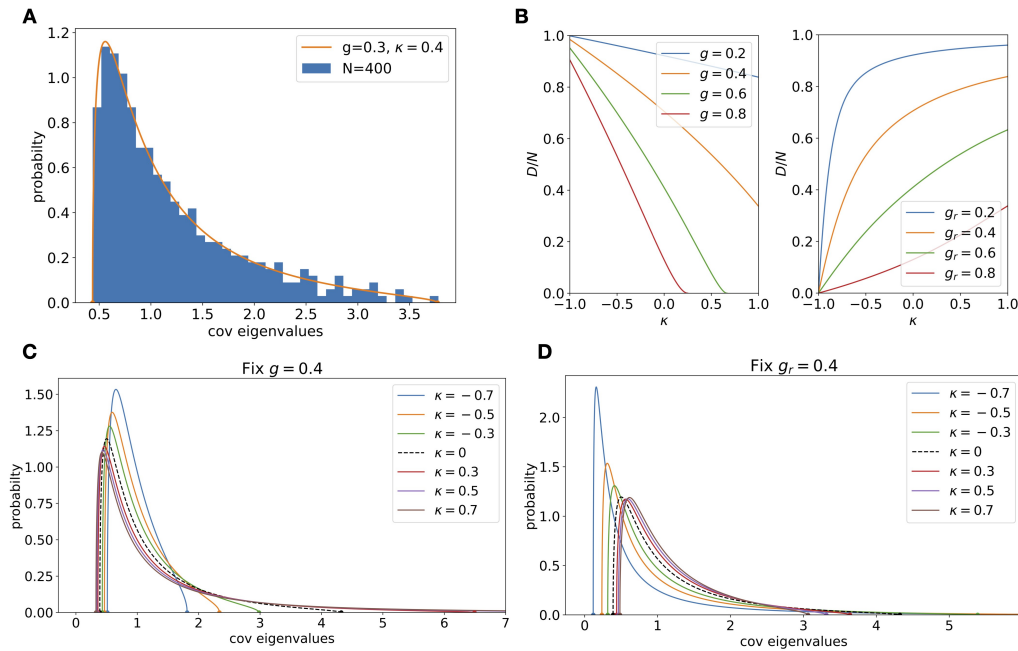 A
1.2
1.0
0.8
0.6
0.4
0.2
0.0
probabilty
0.5
1.0
1.5
2.0
2.5
3.0
3.5
cov eigenvalues
g=0.3, κ = 0.4
N=400
B
1.0
0.8
0.6
0.4
0.2
0.0
D/N
−1.0
−0.5
0.0
0.5
1.0
κ
g = 0.2
g = 0.4
g = 0.6
g = 0.8
1.0
0.8
0.6
0.4
0.2
0.0
D/N
−1.0
−0.5
0.0
0.5
1.0
κ
gr = 0.2
gr = 0.4
gr = 0.6
gr = 0.8
C
Fix g = 0.4
1.50
1.25
1.00
0.75
0.50
0.25
0.00
probabilty
0
1
2
3
4
5
6
7
cov eigenvalues
κ = −0.7
κ = −0.5
κ = −0.3
κ = 0
κ = 0.3
κ = 0.5
κ = 0.7
D
Fix gr = 0.4
2.0
1.5
1.0
0.5
0.0
probabilty
0
1
2
3
4
5
cov eigenvalues
κ = −0.7
κ = −0.5
κ = −0.3
κ = 0
κ = 0.3
κ = 0.5
κ = 0.7